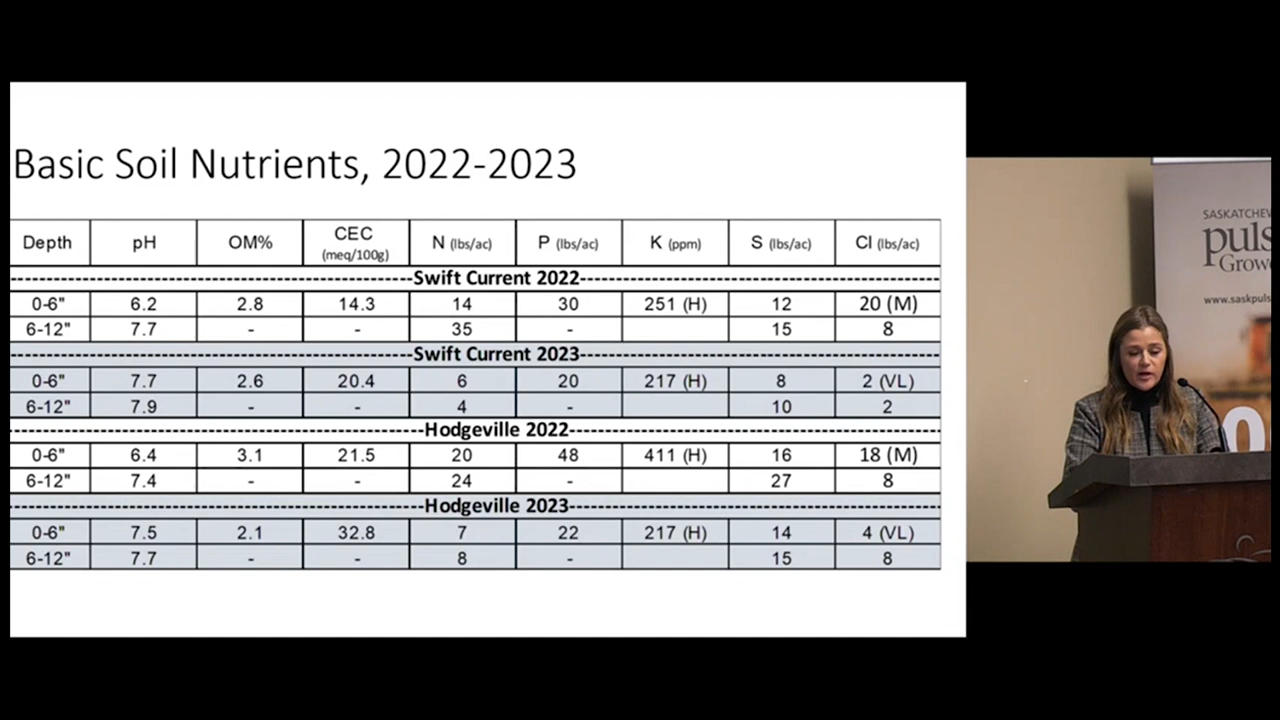 Basic Soil Nutrients, 2022-2023
Depth pH OM% CEC (meq/100g) N (lbs/ac) P (lbs/ac) K (ppm) S (lbs/ac) Cl (lbs/ac)
Swift Current 2022
0-6" 6.2 2.8 14.3 14 30 251 (H) 12 20 (M)
6-12" 7.7 - - 35 - 15 8
Swift Current 2023
0-6" 7.7 2.6 20.4 6 20 217 (H) 8 2 (VL)
6-12" 7.9 - - 4 - 10 2
Hodgeville 2022
0-6" 6.4 3.1 21.5 20 48 411 (H) 16 18 (M)
6-12" 7.4 - - 24 - 27 8
Hodgeville 2023
0-6" 7.5 2.1 32.8 7 22 217 (H) 14 4 (VL)
6-12" 7.7 - - 8 - 15 8
SASKATCHEW
puls
Growe
www.saskpuls
0